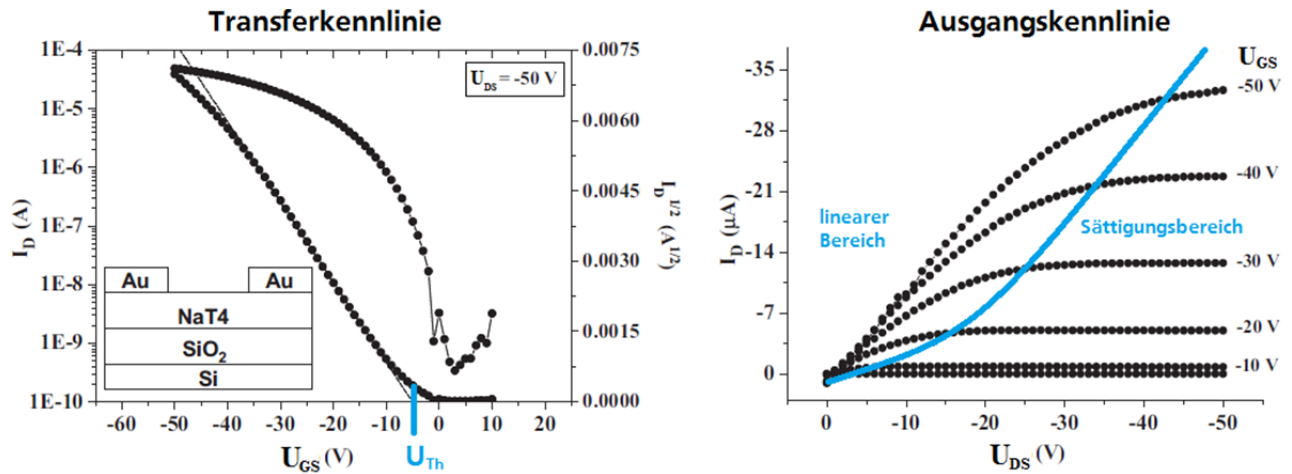 Transferkennlinie
1E-4
1E-5
1E-6
1E-7
1E-8
1E-9
1E-10
I_D (A)
U_DS = -50 V
0.0075
0.0060
0.0045
0.0030
0.0015
0.0000
I_D^1/2 (A^1/2)
Au
Au
NaT4
SiO₂
Si
-60 -50 -40 -30 -20 -10 0 10 20
U_GS (V)
U_Th
Ausgangskennlinie
-35
-28
-21
-14
-7
0
I_D (µA)
U_GS
-50 V
-40 V
-30 V
-20 V
-10 V
linearer
Bereich
Sättigungsbereich
0 -10 -20 -30 -40 -50
U_DS (V)